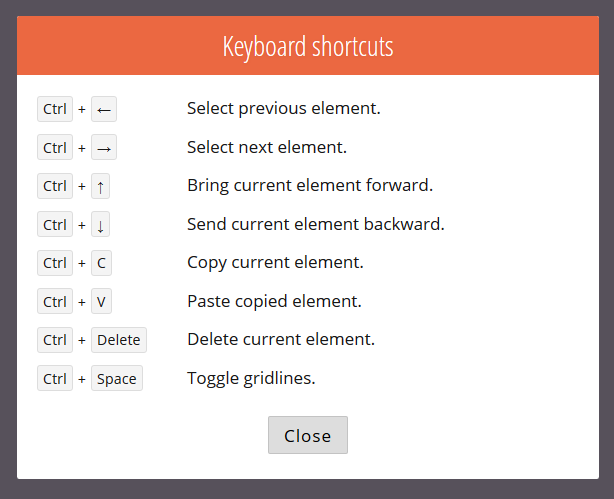 Keyboard shortcuts
Ctrl + ← Select previous element.
Ctrl + → Select next element.
Ctrl + ↑ Bring current element forward.
Ctrl + ↓ Send current element backward.
Ctrl + C Copy current element.
Ctrl + V Paste copied element.
Ctrl + Delete Delete current element.
Ctrl + Space Toggle gridlines.
Close